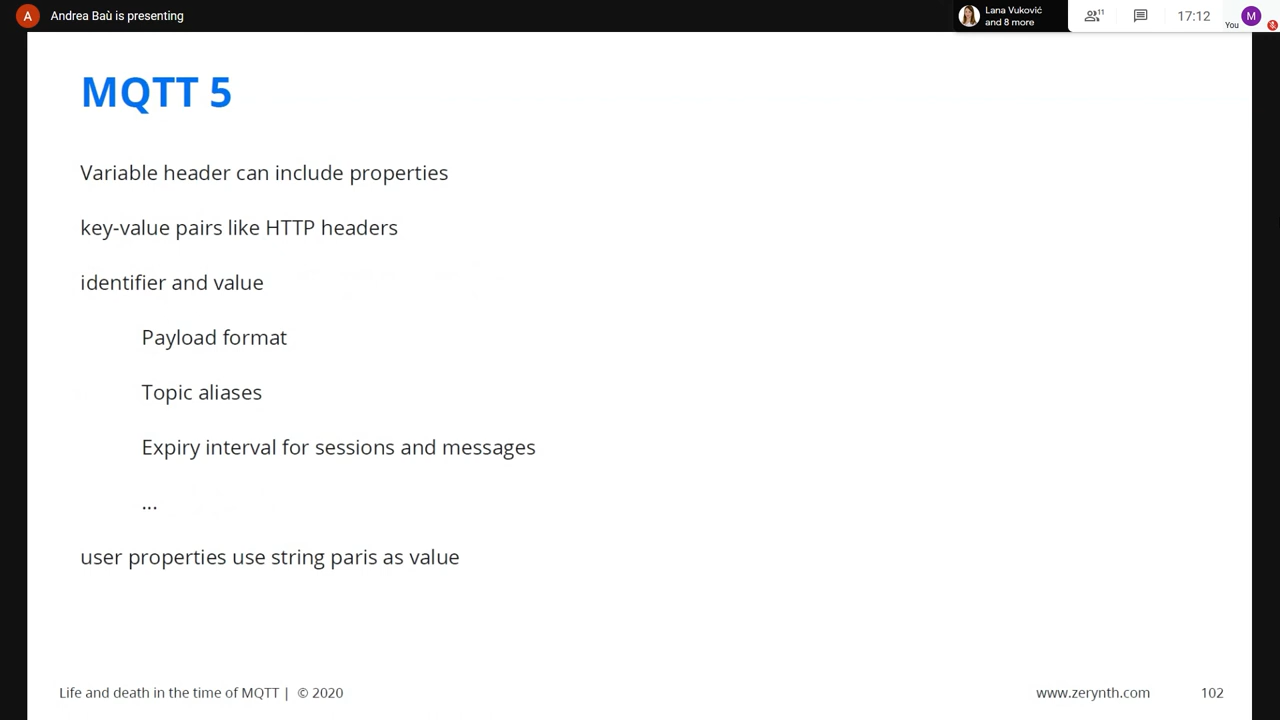 A Andrea Baù is presenting
Lana Vuković
and 8 more
11
17:12
You
M
MQTT 5
Variable header can include properties
key-value pairs like HTTP headers
identifier and value
Payload format
Topic aliases
Expiry interval for sessions and messages
...
user properties use string paris as value
Life and death in the time of MQTT | © 2020
www.zerynth.com
102